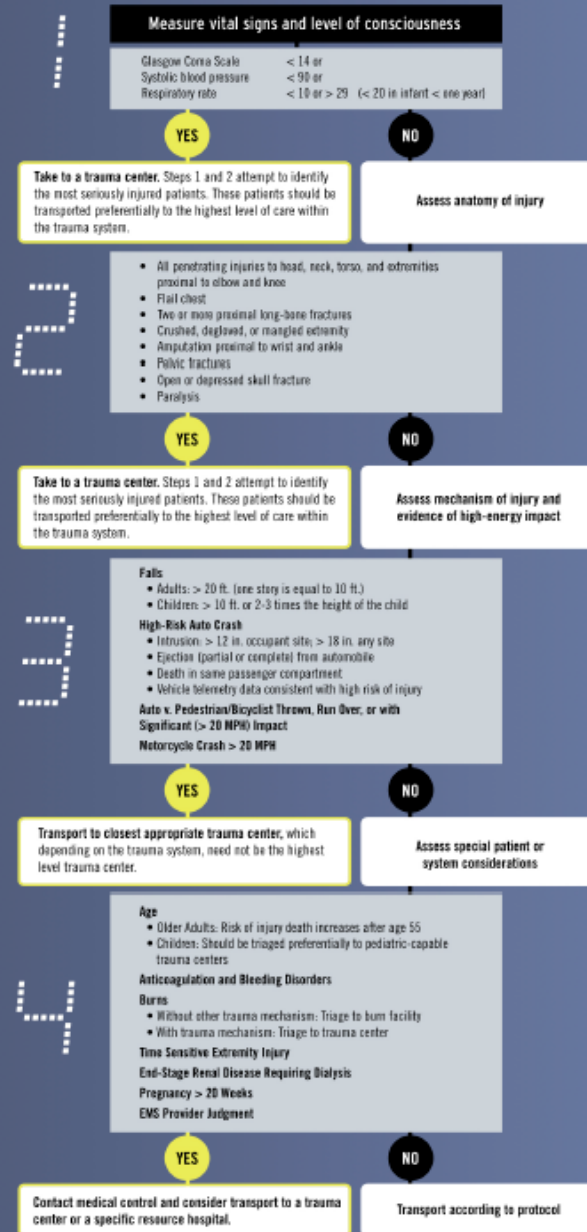 1
Measure vital signs and level of consciousness
Glasgow Coma Scale < 14 or
Systolic blood pressure < 90 or
Respiratory rate < 10 or > 29 (< 20 in infant < one year)
YES
NO
Take to a trauma center. Steps 1 and 2 attempt to identify
the most seriously injured patients. These patients should be
transported preferentially to the highest level of care within
the trauma system.
Assess anatomy of injury
2
• All penetrating injuries to head, neck, torso, and extremities
proximal to elbow and knee
• Flail chest
• Two or more proximal long-bone fractures
• Crushed, degloved, or mangled extremity
• Amputation proximal to wrist and ankle
• Pelvic fractures
• Open or depressed skull fracture
• Paralysis
YES
NO
Take to a trauma center. Steps 1 and 2 attempt to identify
the most seriously injured patients. These patients should be
transported preferentially to the highest level of care within
the trauma system.
Assess mechanism of injury and
evidence of high-energy impact
3
Falls
• Adults: > 20 ft. (one story is equal to 10 ft.)
• Children: > 10 ft. or 2-3 times the height of the child
High-Risk Auto Crash
• Intrusion: > 12 in. occupant site; > 18 in. any site
• Ejection (partial or complete) from automobile
• Death in same passenger compartment
• Vehicle telemetry data consistent with high risk of injury
Auto v. Pedestrian/Bicyclist Thrown, Run Over, or with
Significant (> 20 MPH) Impact
Motorcycle Crash > 20 MPH
YES
NO
Transport to closest appropriate trauma center, which
depending on the trauma system, need not be the highest
level trauma center.
Assess special patient or
system considerations
4
Age
• Older Adults: Risk of injury death increases after age 55
• Children: Should be triaged preferentially to pediatric-capable
trauma centers
Anticoagulation and Bleeding Disorders
Burns
• Without other trauma mechanism: Triage to burn facility
• With trauma mechanism: Triage to trauma center
Time Sensitive Extremity Injury
End-Stage Renal Disease Requiring Dialysis
Pregnancy > 20 Weeks
EMS Provider Judgment
YES
NO
Contact medical control and consider transport to a trauma
center or a specific resource hospital.
Transport according to protocol